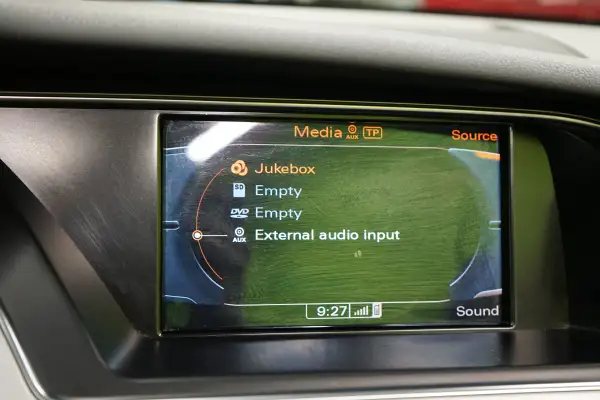 Media AUX TP Source
Jukebox
SD Empty
DVD Empty
AUX External audio input
9:27 Sound